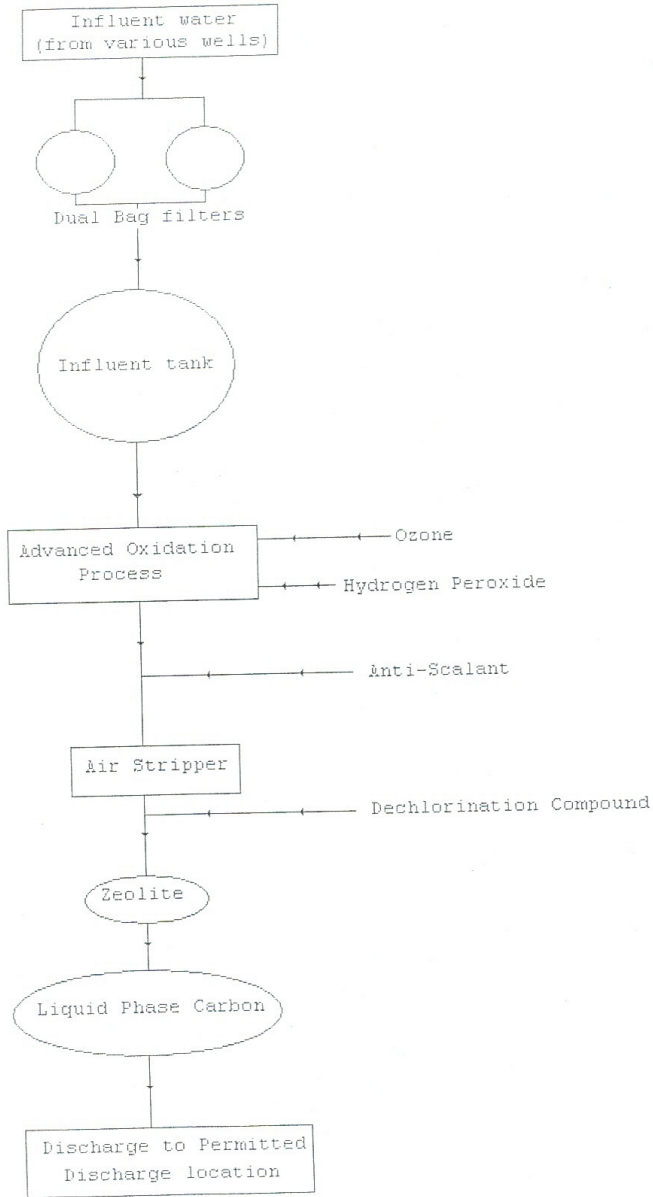 Influent water
(from various wells)
Dual Bag filters
Influent tank
Advanced Oxidation
Process
Ozone
Hydrogen Peroxide
Anti-Scalant
Air Stripper
Dechlorination Compound
Zeolite
Liquid Phase Carbon
Discharge to Permitted
Discharge location